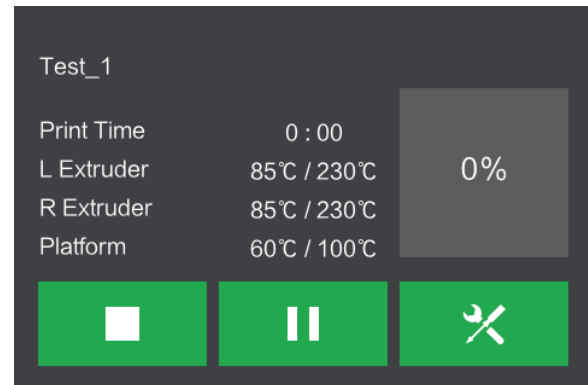 Test_1
Print Time 0 : 00
L Extruder 85℃ / 230℃
R Extruder 85℃ / 230℃
Platform 60℃ / 100℃
0%